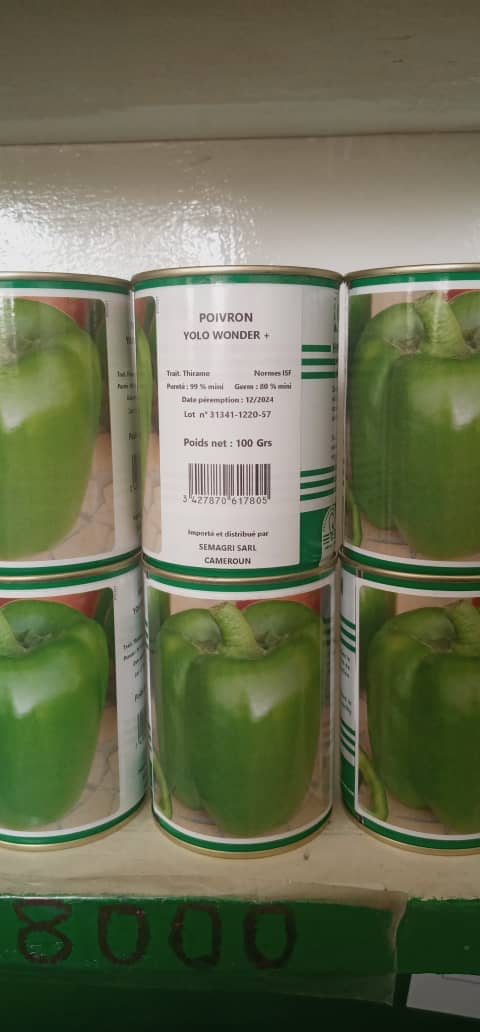 POIVRON
YOLO WONDER +
Trait. Thirame Normes ISF
Pureté : 99 % mini Germ : 80 % mini
Date péremption : 12/2024
Lot n° 31341-1220-57
Poids net : 100 Grs
3 427870 617805
Importé et distribué par
SEMAGRI SARL
CAMEROUN
8000